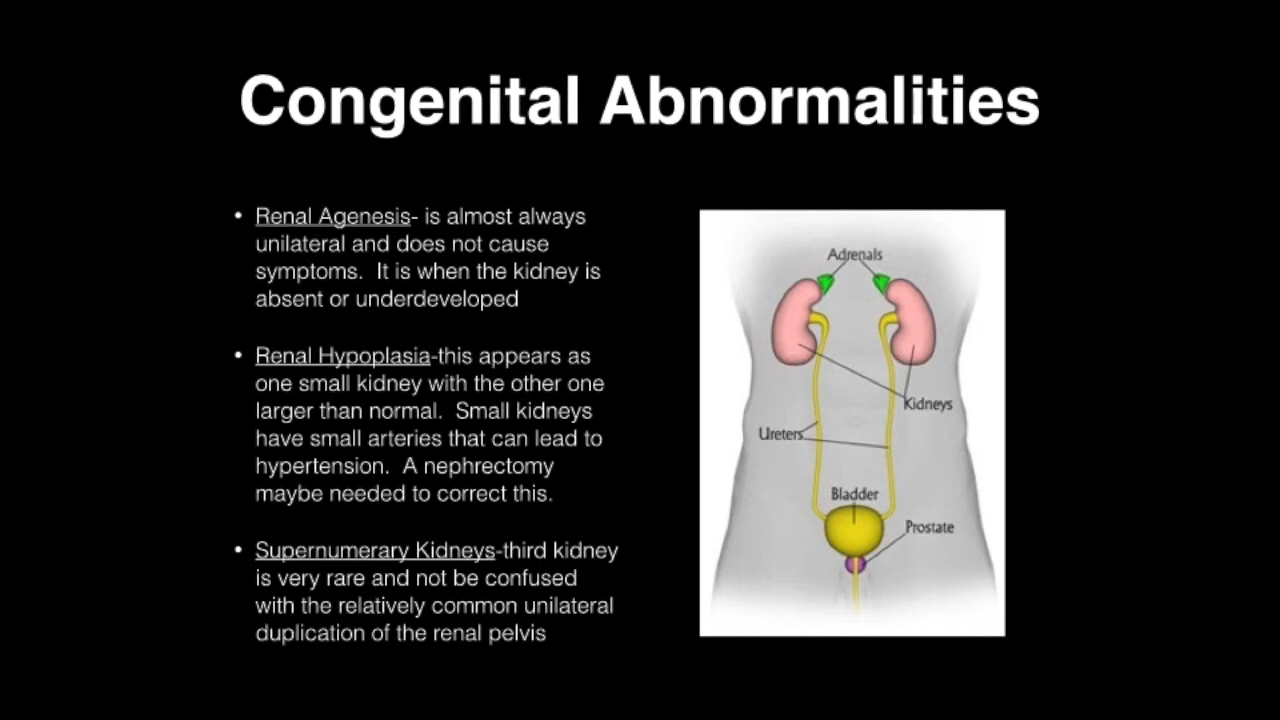 Congenital Abnormalities
• Renal Agenesis- is almost always
unilateral and does not cause
symptoms.  It is when the kidney is
absent or underdeveloped
• Renal Hypoplasia-this appears as
one small kidney with the other one
larger than normal.  Small kidneys
have small arteries that can lead to
hypertension.  A nephrectomy
maybe needed to correct this.
• Supernumerary Kidneys-third kidney
is very rare and not be confused
with the relatively common unilateral
duplication of the renal pelvis
Adrenals
Kidneys
Ureters
Bladder
Prostate